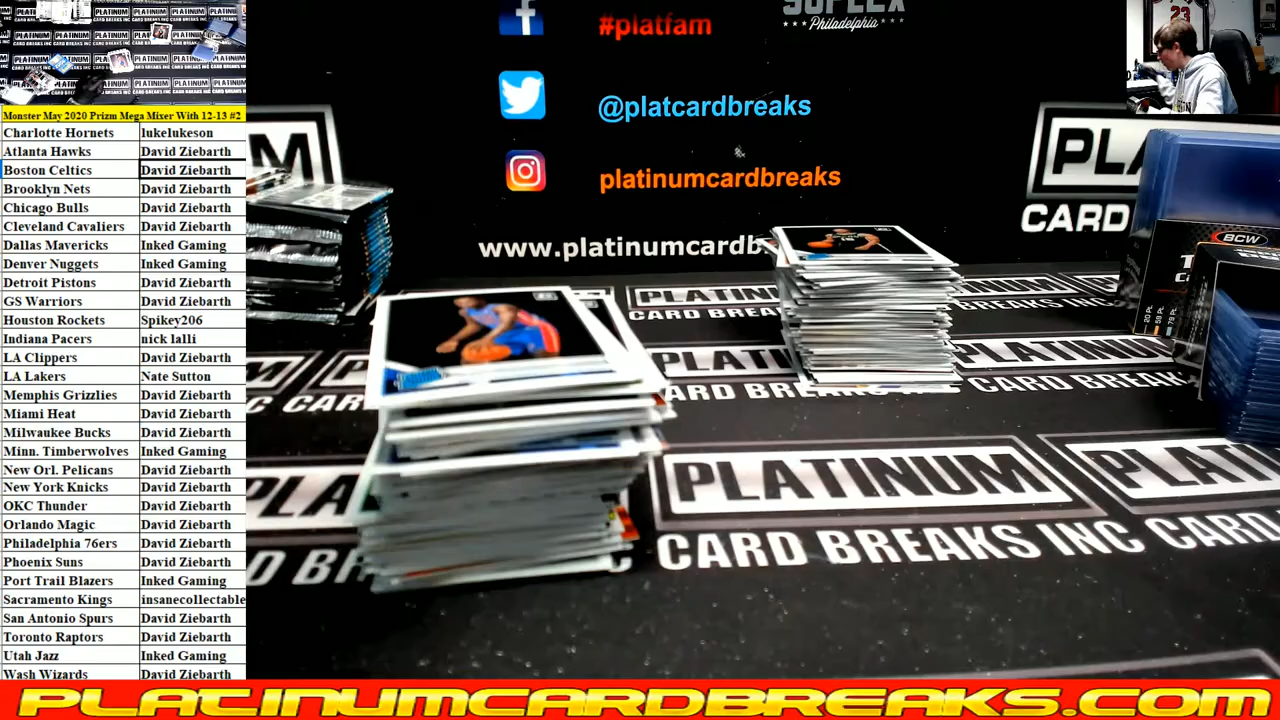 Monster May 2020 Prizm Mega Mixer With 12-13 #2
Charlotte Hornets lukelukeson
Atlanta Hawks David Ziebarth
Boston Celtics David Ziebarth
Brooklyn Nets David Ziebarth
Chicago Bulls David Ziebarth
Cleveland Cavaliers David Ziebarth
Dallas Mavericks Inked Gaming
Denver Nuggets Inked Gaming
Detroit Pistons David Ziebarth
GS Warriors David Ziebarth
Houston Rockets Spikey206
Indiana Pacers nick lalli
LA Clippers David Ziebarth
LA Lakers Nate Sutton
Memphis Grizzlies David Ziebarth
Miami Heat David Ziebarth
Milwaukee Bucks David Ziebarth
Minn. Timberwolves Inked Gaming
New Orl. Pelicans David Ziebarth
New York Knicks David Ziebarth
OKC Thunder David Ziebarth
Orlando Magic David Ziebarth
Philadelphia 76ers David Ziebarth
Phoenix Suns David Ziebarth
Port Trail Blazers Inked Gaming
Sacramento Kings insanecollectable
San Antonio Spurs David Ziebarth
Toronto Raptors David Ziebarth
Utah Jazz Inked Gaming
Wash Wizards David Ziebarth
#platfam
@platcardbreaks
platinumcardbreaks
www.platinumcardb
Philadelphia
23
PLA
CARD
BCW
PLATINUM
CARD BREAKS INC
PLATINUMCARDBREAKS.COM